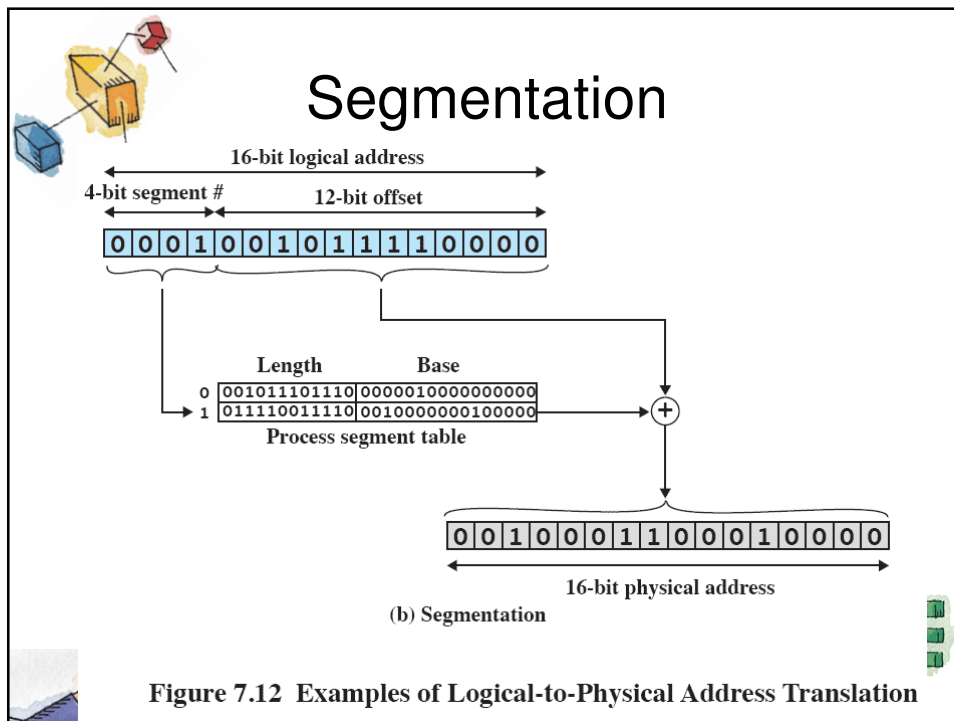 Segmentation
16-bit logical address
4-bit segment # 12-bit offset
0 0 0 1 0 0 1 0 1 1 1 1 0 0 0 0
Length Base
0 001011101110 0000010000000000
1 011110011110 0010000000100000
+
Process segment table
0 0 1 0 0 0 1 1 0 0 0 1 0 0 0 0
16-bit physical address
(b) Segmentation
Figure 7.12 Examples of Logical-to-Physical Address Translation